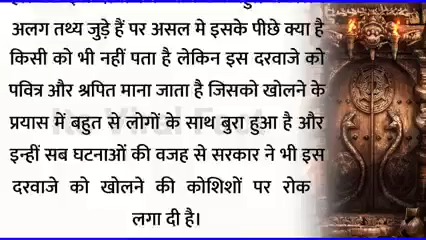 अलग तथ्य जुड़े हैं पर असल मे इसके पीछे क्या है
किसी को भी नहीं पता है लेकिन इस दरवाजे को
पवित्र और श्रपित माना जाता है जिसको खोलने के
प्रयास में बहुत से लोगों के साथ बुरा हुआ है और
इन्हीं सब घटनाओं की वजह से सरकार ने भी इस
दरवाजे को खोलने की कोशिशों पर रोक
लगा दी है।